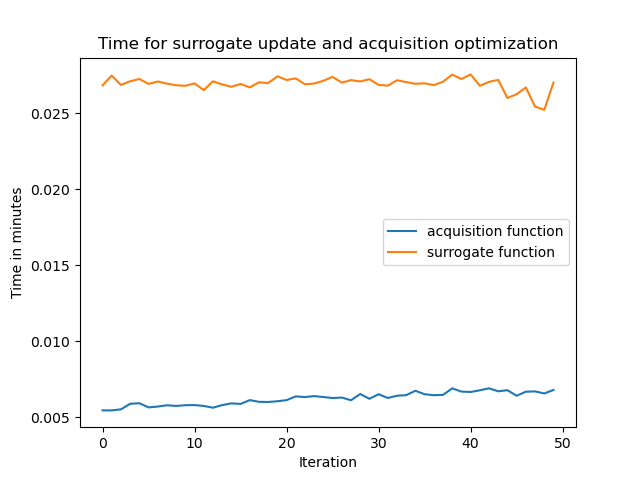 Time for surrogate update and acquisition optimization
Time in minutes
0.025
0.020
0.015
0.010
0.005
acquisition function
surrogate function
0 10 20 30 40 50
Iteration